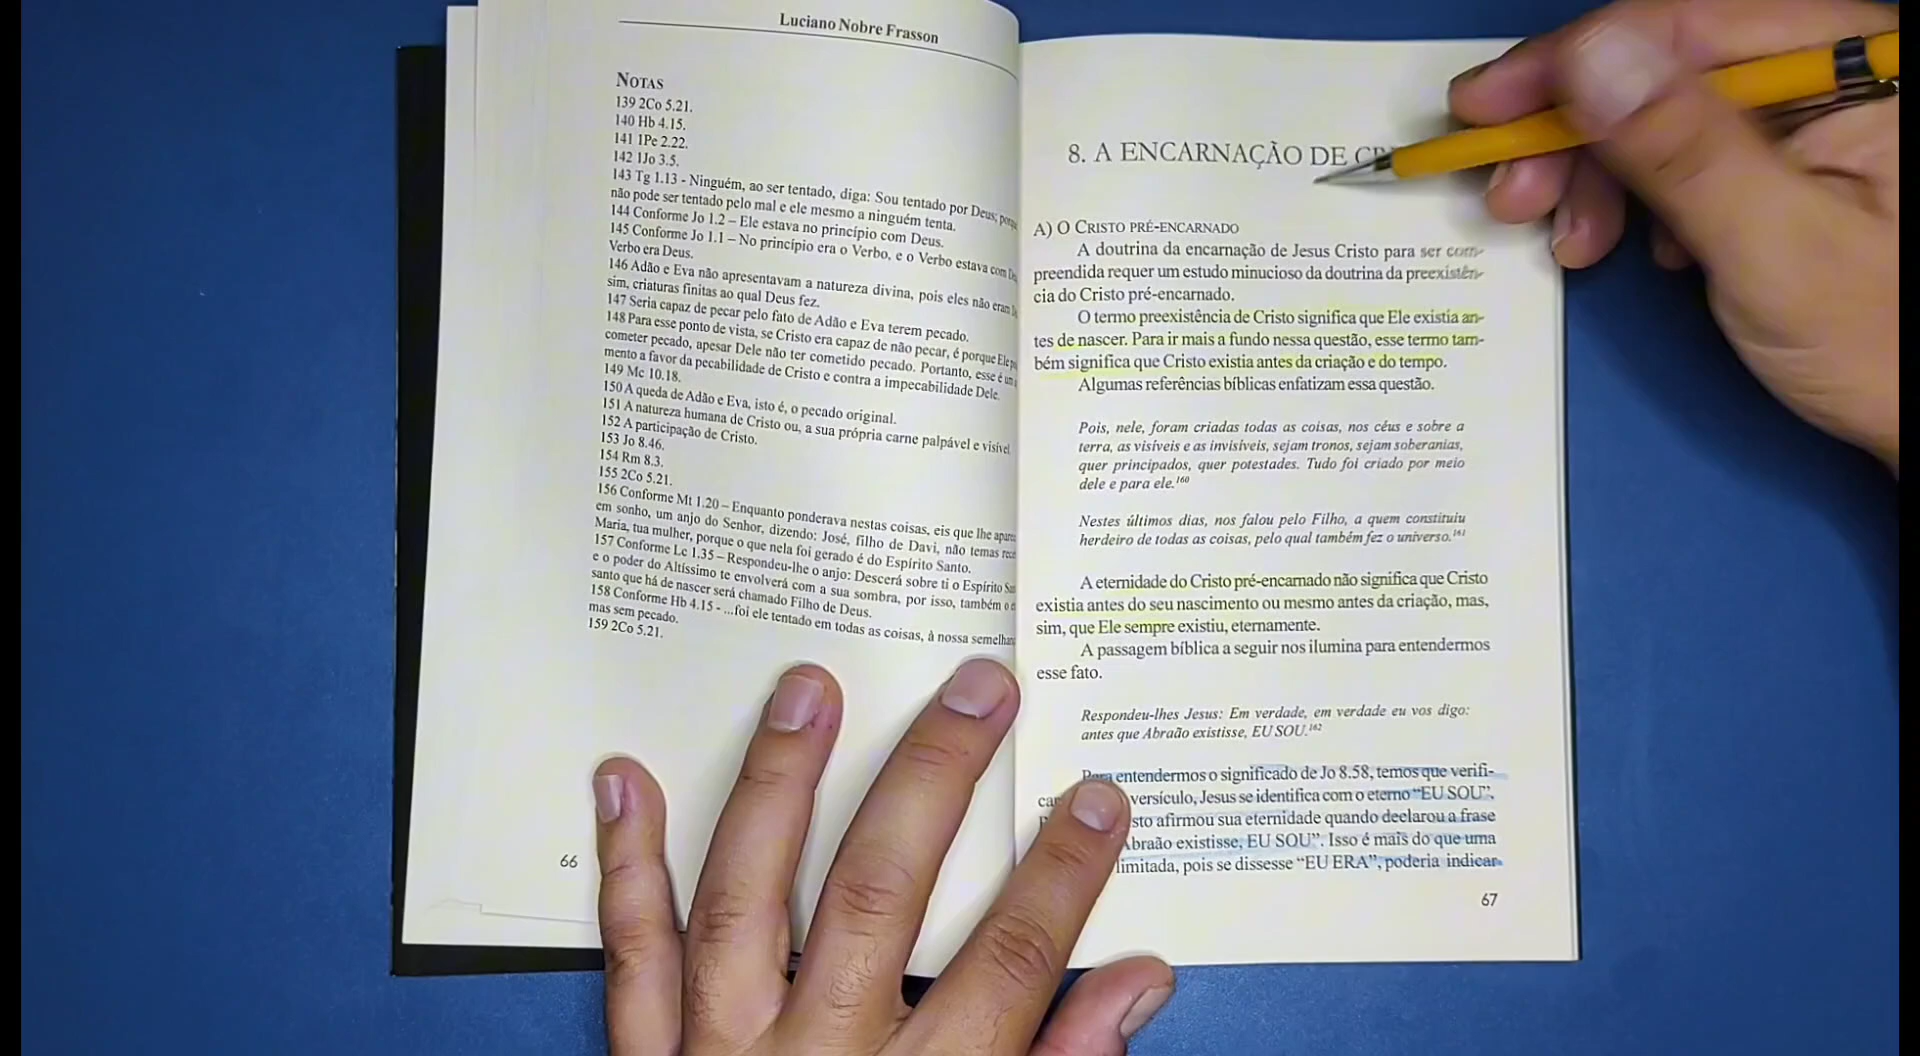 Luciano Nobre Frasson
NOTAS
139 2Co 5.21.
140 Hb 4.15.
141 1Pe 2.22.
142 1Jo 3.5.
143 Tg 1.13 - Ninguém, ao ser tentado, diga: Sou tentado por Deus;
não pode ser tentado pelo mal e ele mesmo a ninguém tenta.
144 Conforme Jo 1.2 – Ele estava no princípio com Deus.
145 Conforme Jo 1.1 – No princípio era o Verbo, e o Verbo estava com
Verbo era Deus.
146 Adão e Eva não apresentavam a natureza divina, pois eles não eram
sim, criaturas finitas ao qual Deus fez.
147 Seria capaz de pecar pelo fato de Adão e Eva terem pecado.
148 Para esse ponto de vista, se Cristo era capaz de não pecar, é porque Ele
cometer pecado, apesar Dele não ter cometido pecado. Portanto, esse é
mento a favor da pecabilidade de Cristo e contra a impecabilidade Dele.
149 Mc 10.18.
150 A queda de Adão e Eva, isto é, o pecado original.
151 A natureza humana de Cristo ou, a sua própria carne palpável e visível
152 A participação de Cristo.
153 Jo 8.46.
154 Rm 8.3.
155 2Co 5.21.
156 Conforme Mt 1.20 – Enquanto ponderava nestas coisas, eis que lhe
em sonho, um anjo do Senhor, dizendo: José, filho de Davi, não temas
Maria, tua mulher, porque o que nela foi gerado é do Espírito Santo.
157 Conforme Lc 1.35 – Respondeu-lhe o anjo: Descerá sobre ti o Espírito
e o poder do Altíssimo te envolverá com a sua sombra, por isso, também o
santo que há de nascer será chamado Filho de Deus.
158 Conforme Hb 4.15 - ...foi ele tentado em todas as coisas, à nossa
mas sem pecado.
159 2Co 5.21.
66
8. A ENCARNAÇÃO DE
A) O CRISTO PRÉ-ENCARNADO
A doutrina da encarnação de Jesus Cristo para ser com-
preendida requer um estudo minucioso da doutrina da preexistên-
cia do Cristo pré-encarnado.
O termo preexistência de Cristo significa que Ele existia an-
tes de nascer. Para ir mais a fundo nessa questão, esse termo tam-
bém significa que Cristo existia antes da criação e do tempo.
Algumas referências bíblicas enfatizam essa questão.
Pois, nele, foram criadas todas as coisas, nos céus e sobre a
terra, as visíveis e as invisíveis, sejam tronos, sejam soberanias,
quer principados, quer potestades. Tudo foi criado por meio
dele e para ele.160
Nestes últimos dias, nos falou pelo Filho, a quem constituiu
herdeiro de todas as coisas, pelo qual também fez o universo.161
A eternidade do Cristo pré-encarnado não significa que Cristo
existia antes do seu nascimento ou mesmo antes da criação, mas,
sim, que Ele sempre existiu, eternamente.
A passagem bíblica a seguir nos ilumina para entendermos
esse fato.
Respondeu-lhes Jesus: Em verdade, em verdade eu vos digo:
antes que Abraão existisse, EU SOU.162
Para entendermos o significado de Jo 8.58, temos que verifi-
versículo, Jesus se identifica com o eterno “EU SOU”.
afirmou sua eternidade quando declarou a frase
existisse, EU SOU”. Isso é mais do que uma
limitada, pois se dissesse “EU ERA”, poderia indicar
67